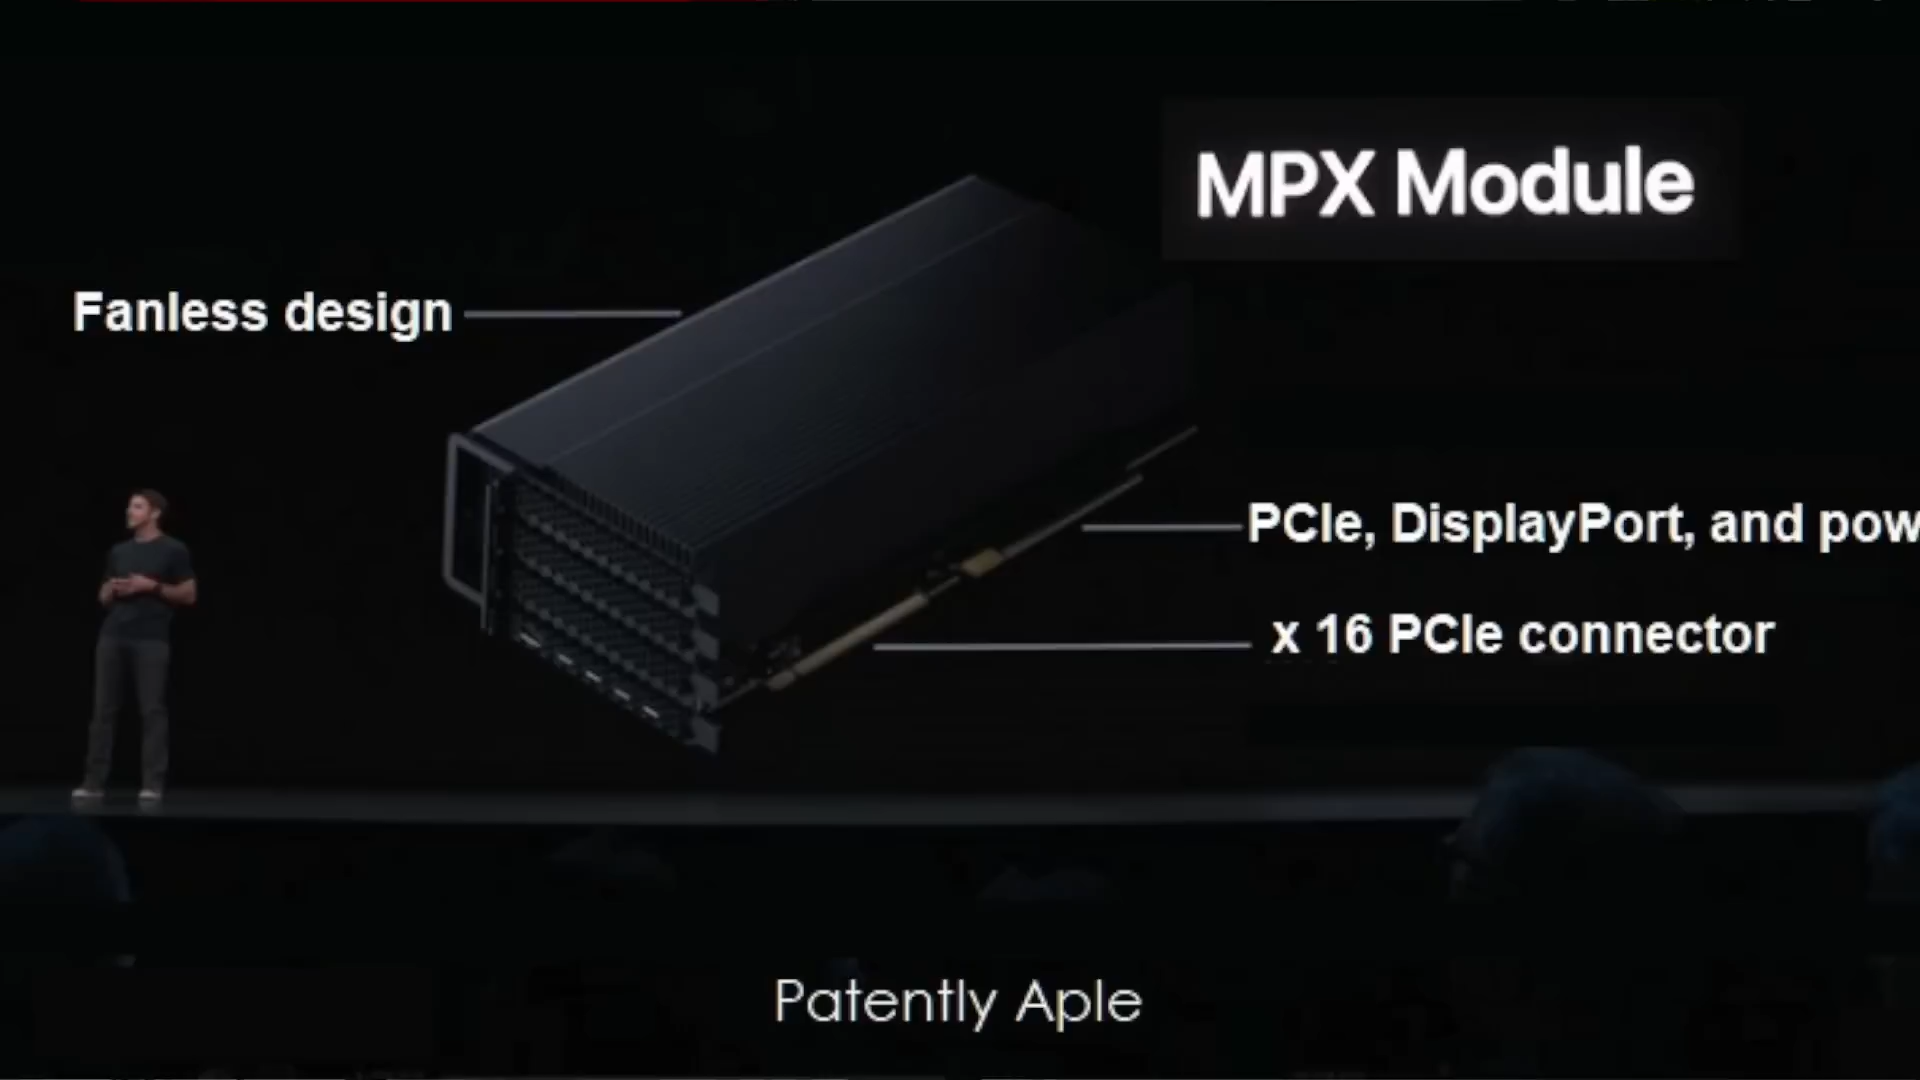 MPX Module
Fanless design
PCIe, DisplayPort, and pow
x 16 PCIe connector
Patently Aple